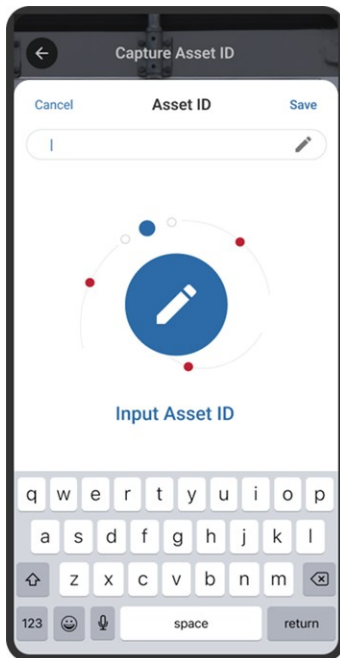 Capture Asset ID
Cancel Asset ID Save
Input Asset ID
q w e r t y u i o p
a s d f g h j k l
z x c v b n m
123 space return